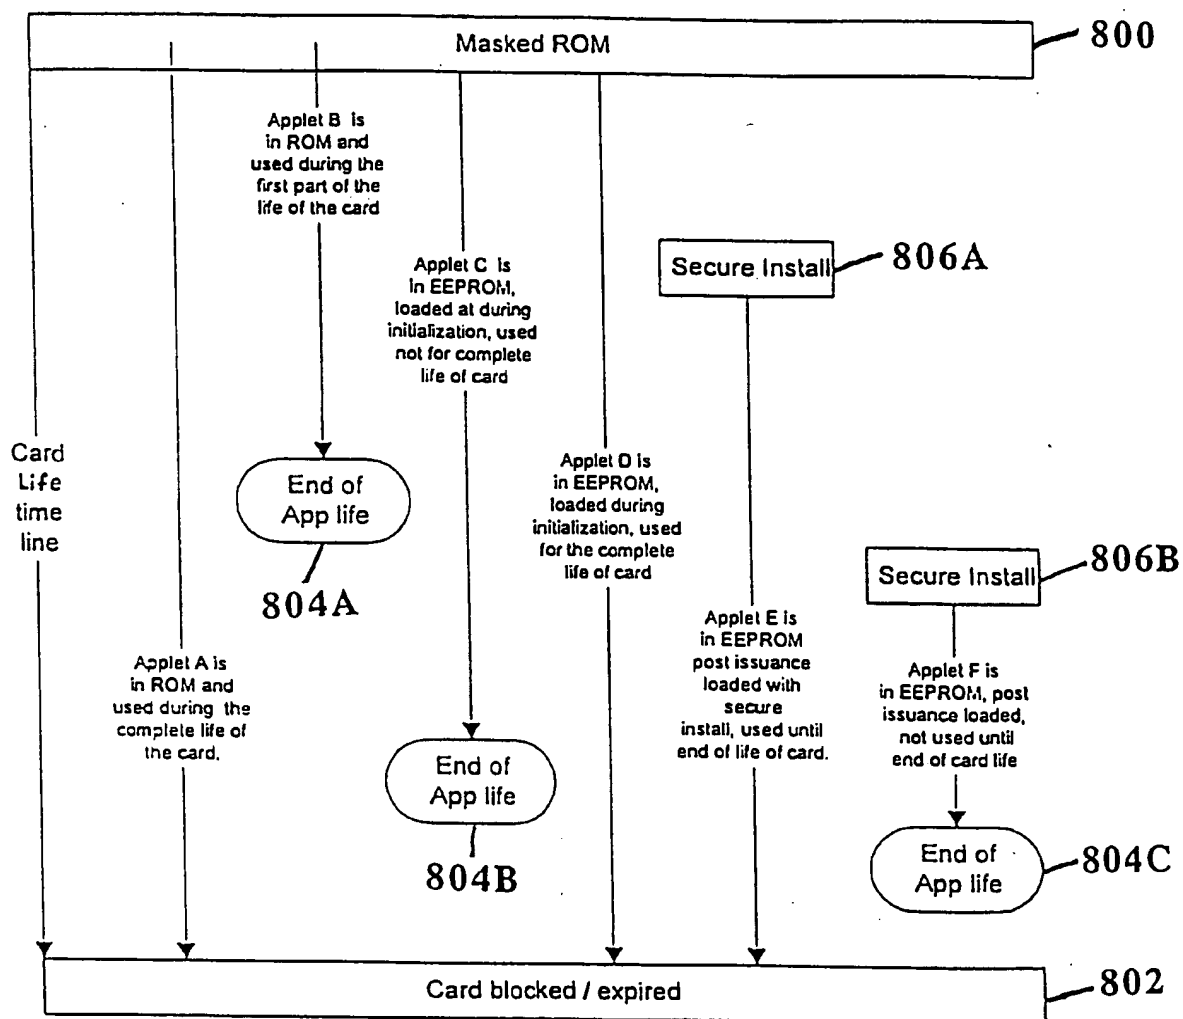 Masked ROM
800
Applet B is
in ROM and
used during the
first part of the
life of the card
Secure Install
806A
Applet C is
in EEPROM,
loaded at during
initialization, used
not for complete
life of card
Card
Life
time
line
End of
App life
804A
Applet D is
in EEPROM,
loaded during
initialization, used
for the complete
life of card
Secure Install
806B
Applet A is
in ROM and
used during the
complete life of
the card.
Applet E is
in EEPROM
post issuance
loaded with
secure
install, used until
end of life of card.
Applet F is
in EEPROM, post
issuance loaded,
not used until
end of card life
End of
App life
804B
End of
App life
804C
Card blocked / expired
802